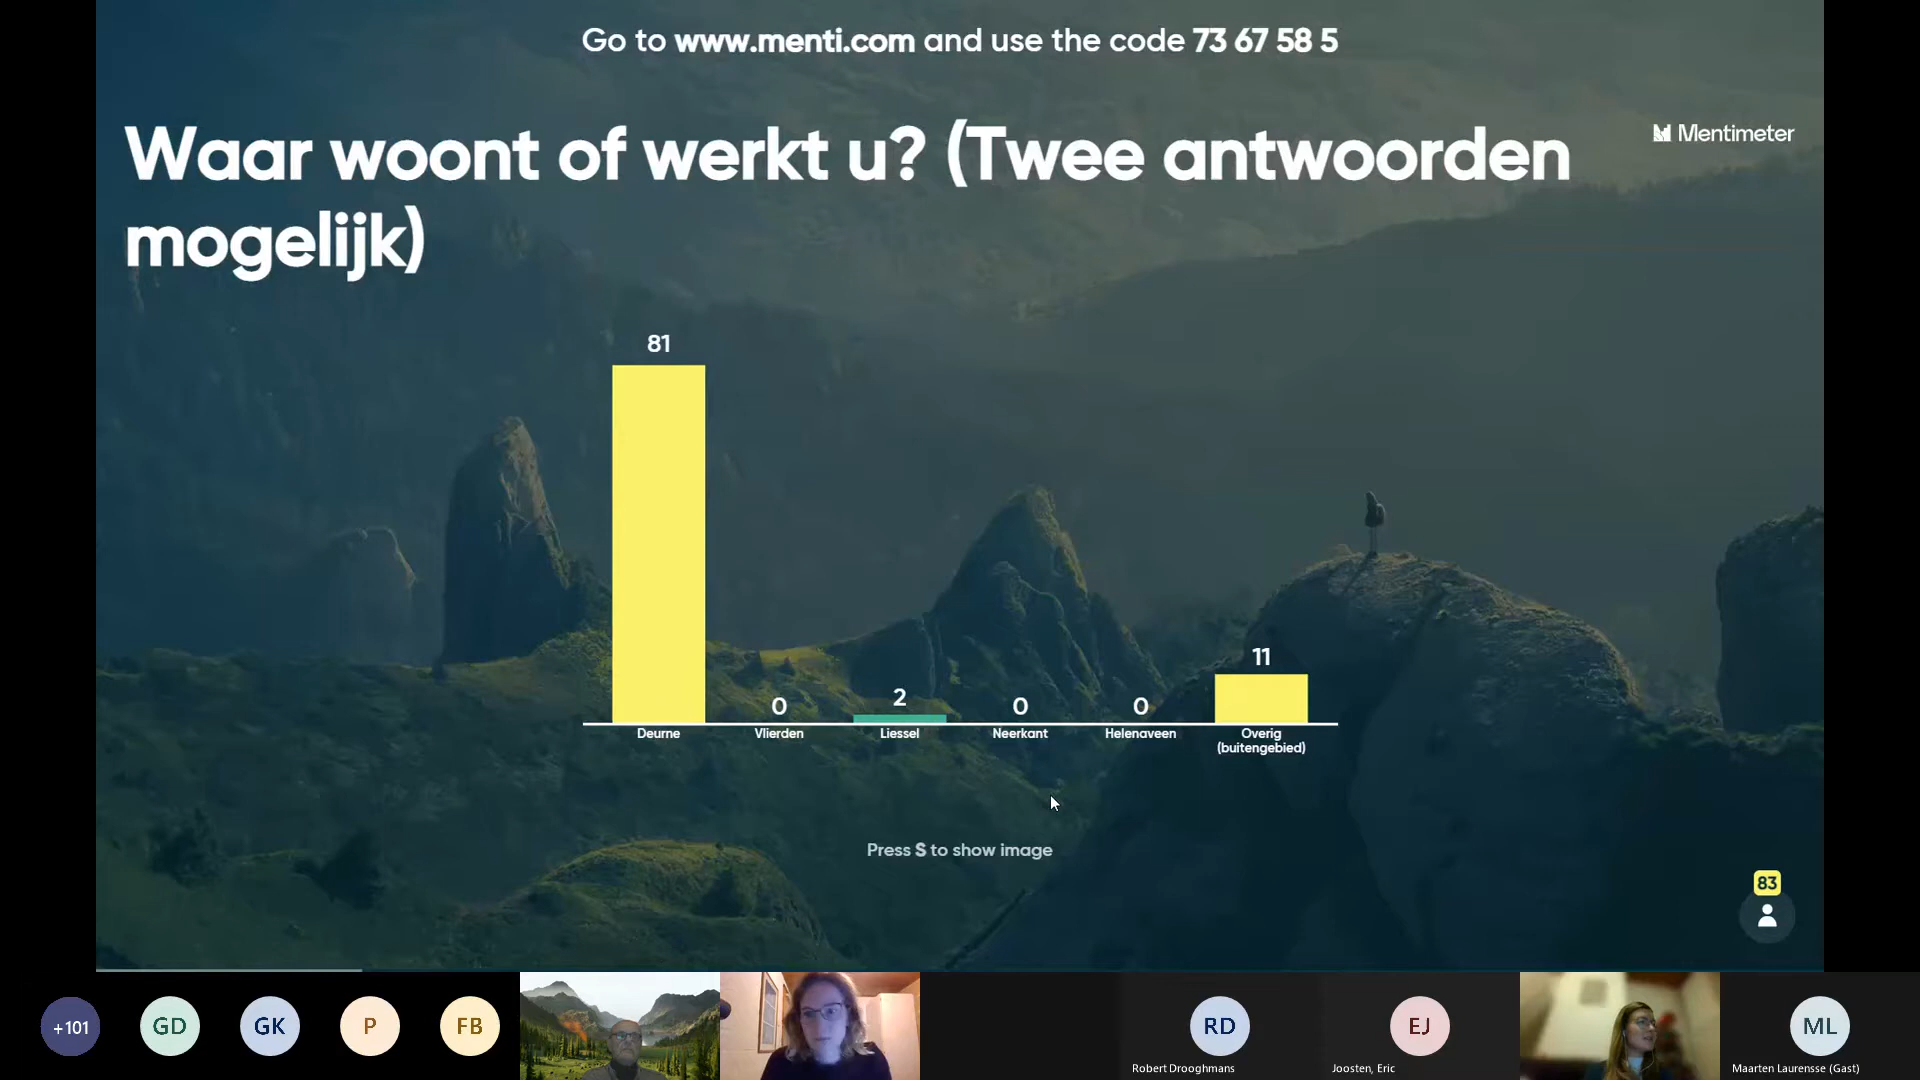 Go to www.menti.com and use the code 73 67 58 5
Mentimeter
Waar woont of werkt u? (Twee antwoorden
mogelijk)
81
0
2
0
0
11
Deurne
Vlierden
Liessel
Neerkant
Helenaveen
Overig
(buitengebied)
Press S to show image
83
+101
GD
GK
P
FB
RD
EJ
ML
Robert Drooghmans
Joosten, Eric
Maarten Laurensse (Gast)